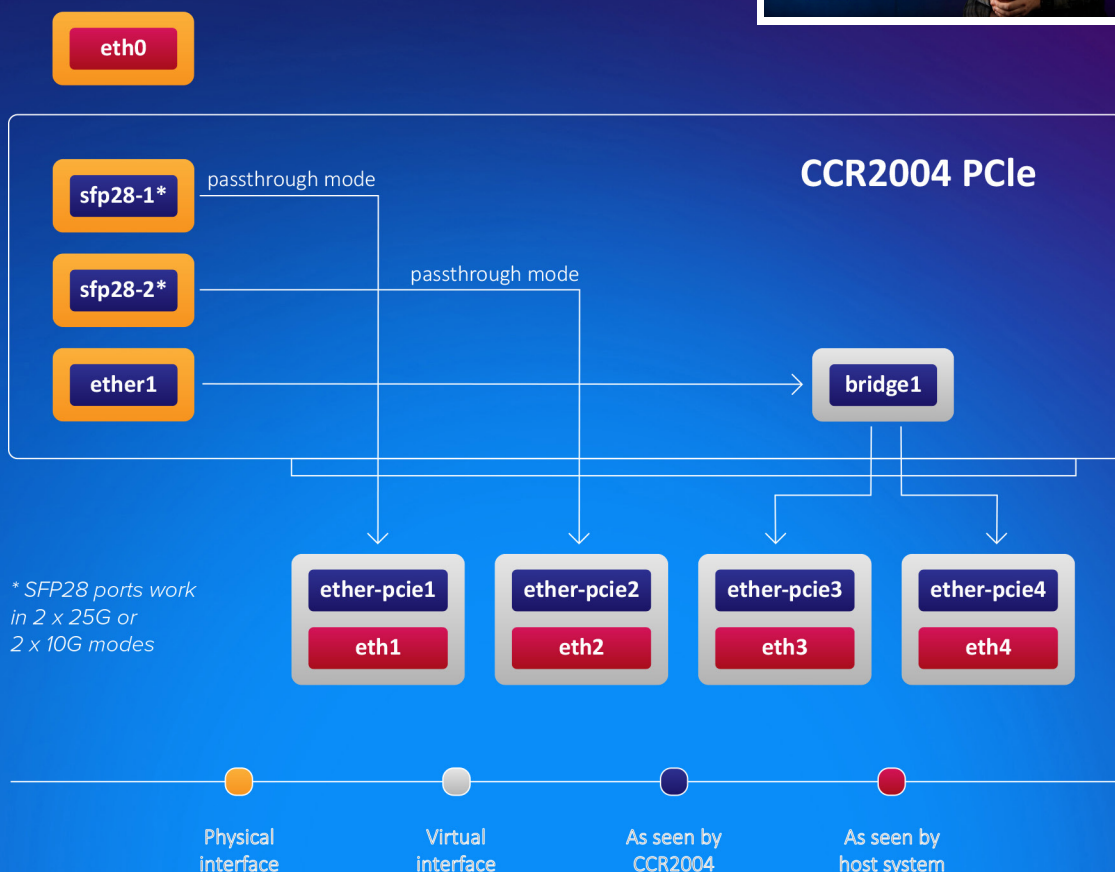 eth0
CCR2004 PCle
sfp28-1*
passthrough mode
sfp28-2*
passthrough mode
ether1
bridge1
* SFP28 ports work
in 2 x 25G or
2 x 10G modes
ether-pcie1
eth1
ether-pcie2
eth2
ether-pcie3
eth3
ether-pcie4
eth4
Physical
interface
Virtual
interface
As seen by
CCR2004
As seen by
host system